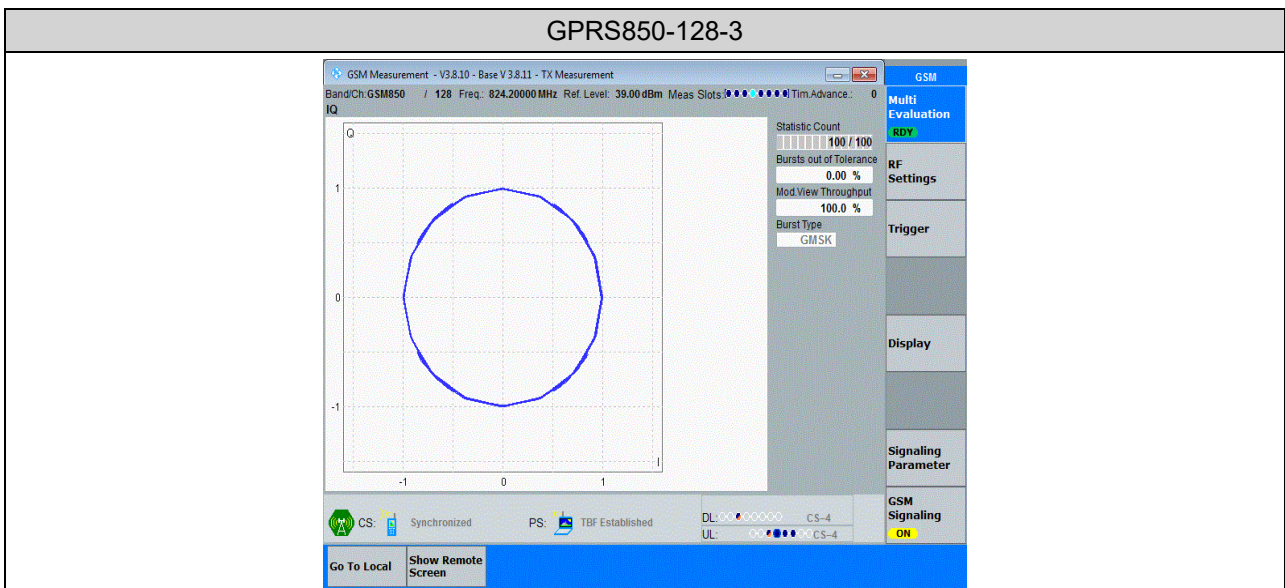 GPRS850-128-3
GSM Measurement - V3.8.10 - Base V 3.8.11 - TX Measurement
GSM
Band/Ch: GSM850 / 128 Freq.: 824.20000 MHz Ref. Level: 39.00 dBm Meas Slots: Tim.Advance.: 0
IQ
Multi
Evaluation
RDY
Q
Statistic Count
100 / 100
Bursts out of Tolerance
0.00 %
Mod.View Throughput
100.0 %
Burst Type
GMSK
RF
Settings
Trigger
Display
Signaling
Parameter
GSM
Signaling
ON
1
0
-1
I
-1 0 1
CS: Synchronized PS: TBF Established
DL: CS-4
UL: CS-4
Go To Local
Show Remote
Screen